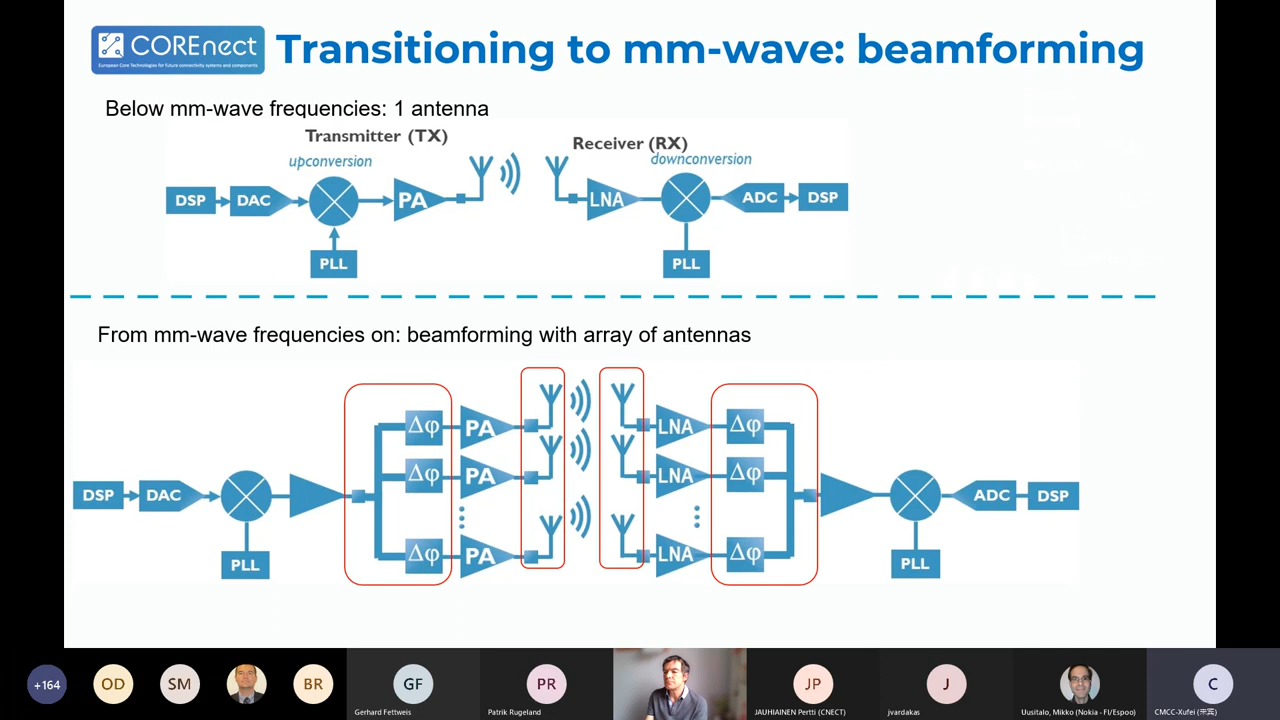 COREnect
European Core Technologies for future connectivity systems and components
Transitioning to mm-wave: beamforming
Below mm-wave frequencies: 1 antenna
Transmitter (TX)
Receiver (RX)
upconversion
downconversion
DSP DAC PA LNA ADC DSP
PLL PLL
From mm-wave frequencies on: beamforming with array of antennas
Δφ PA LNA Δφ
Δφ PA LNA Δφ
DSP DAC ADC DSP
Δφ PA LNA Δφ
PLL PLL
+164 OD SM BR GF PR JP J C
Gerhard Fettweis Patrik Rugeland JAUHIAINEN Pertti (CNECT) jvardakas Uusitalo, Mikko (Nokia - FI/Espoo)